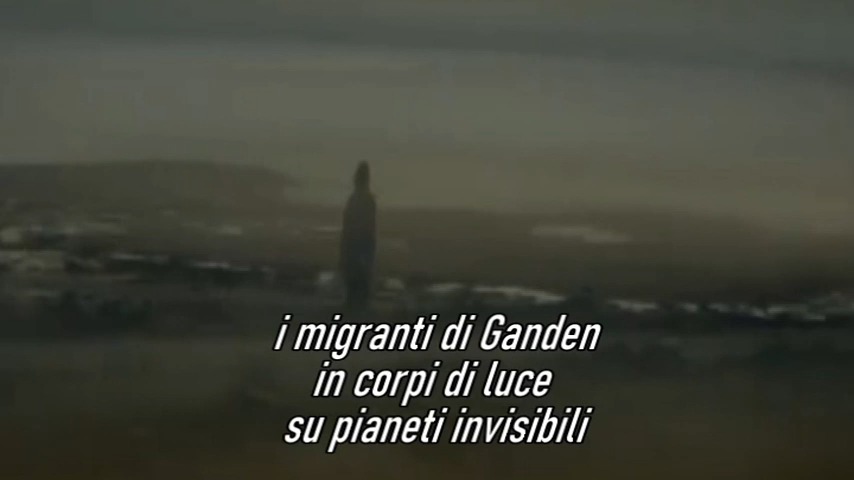 i migranti di Ganden
in corpi di luce
su pianeti invisibili